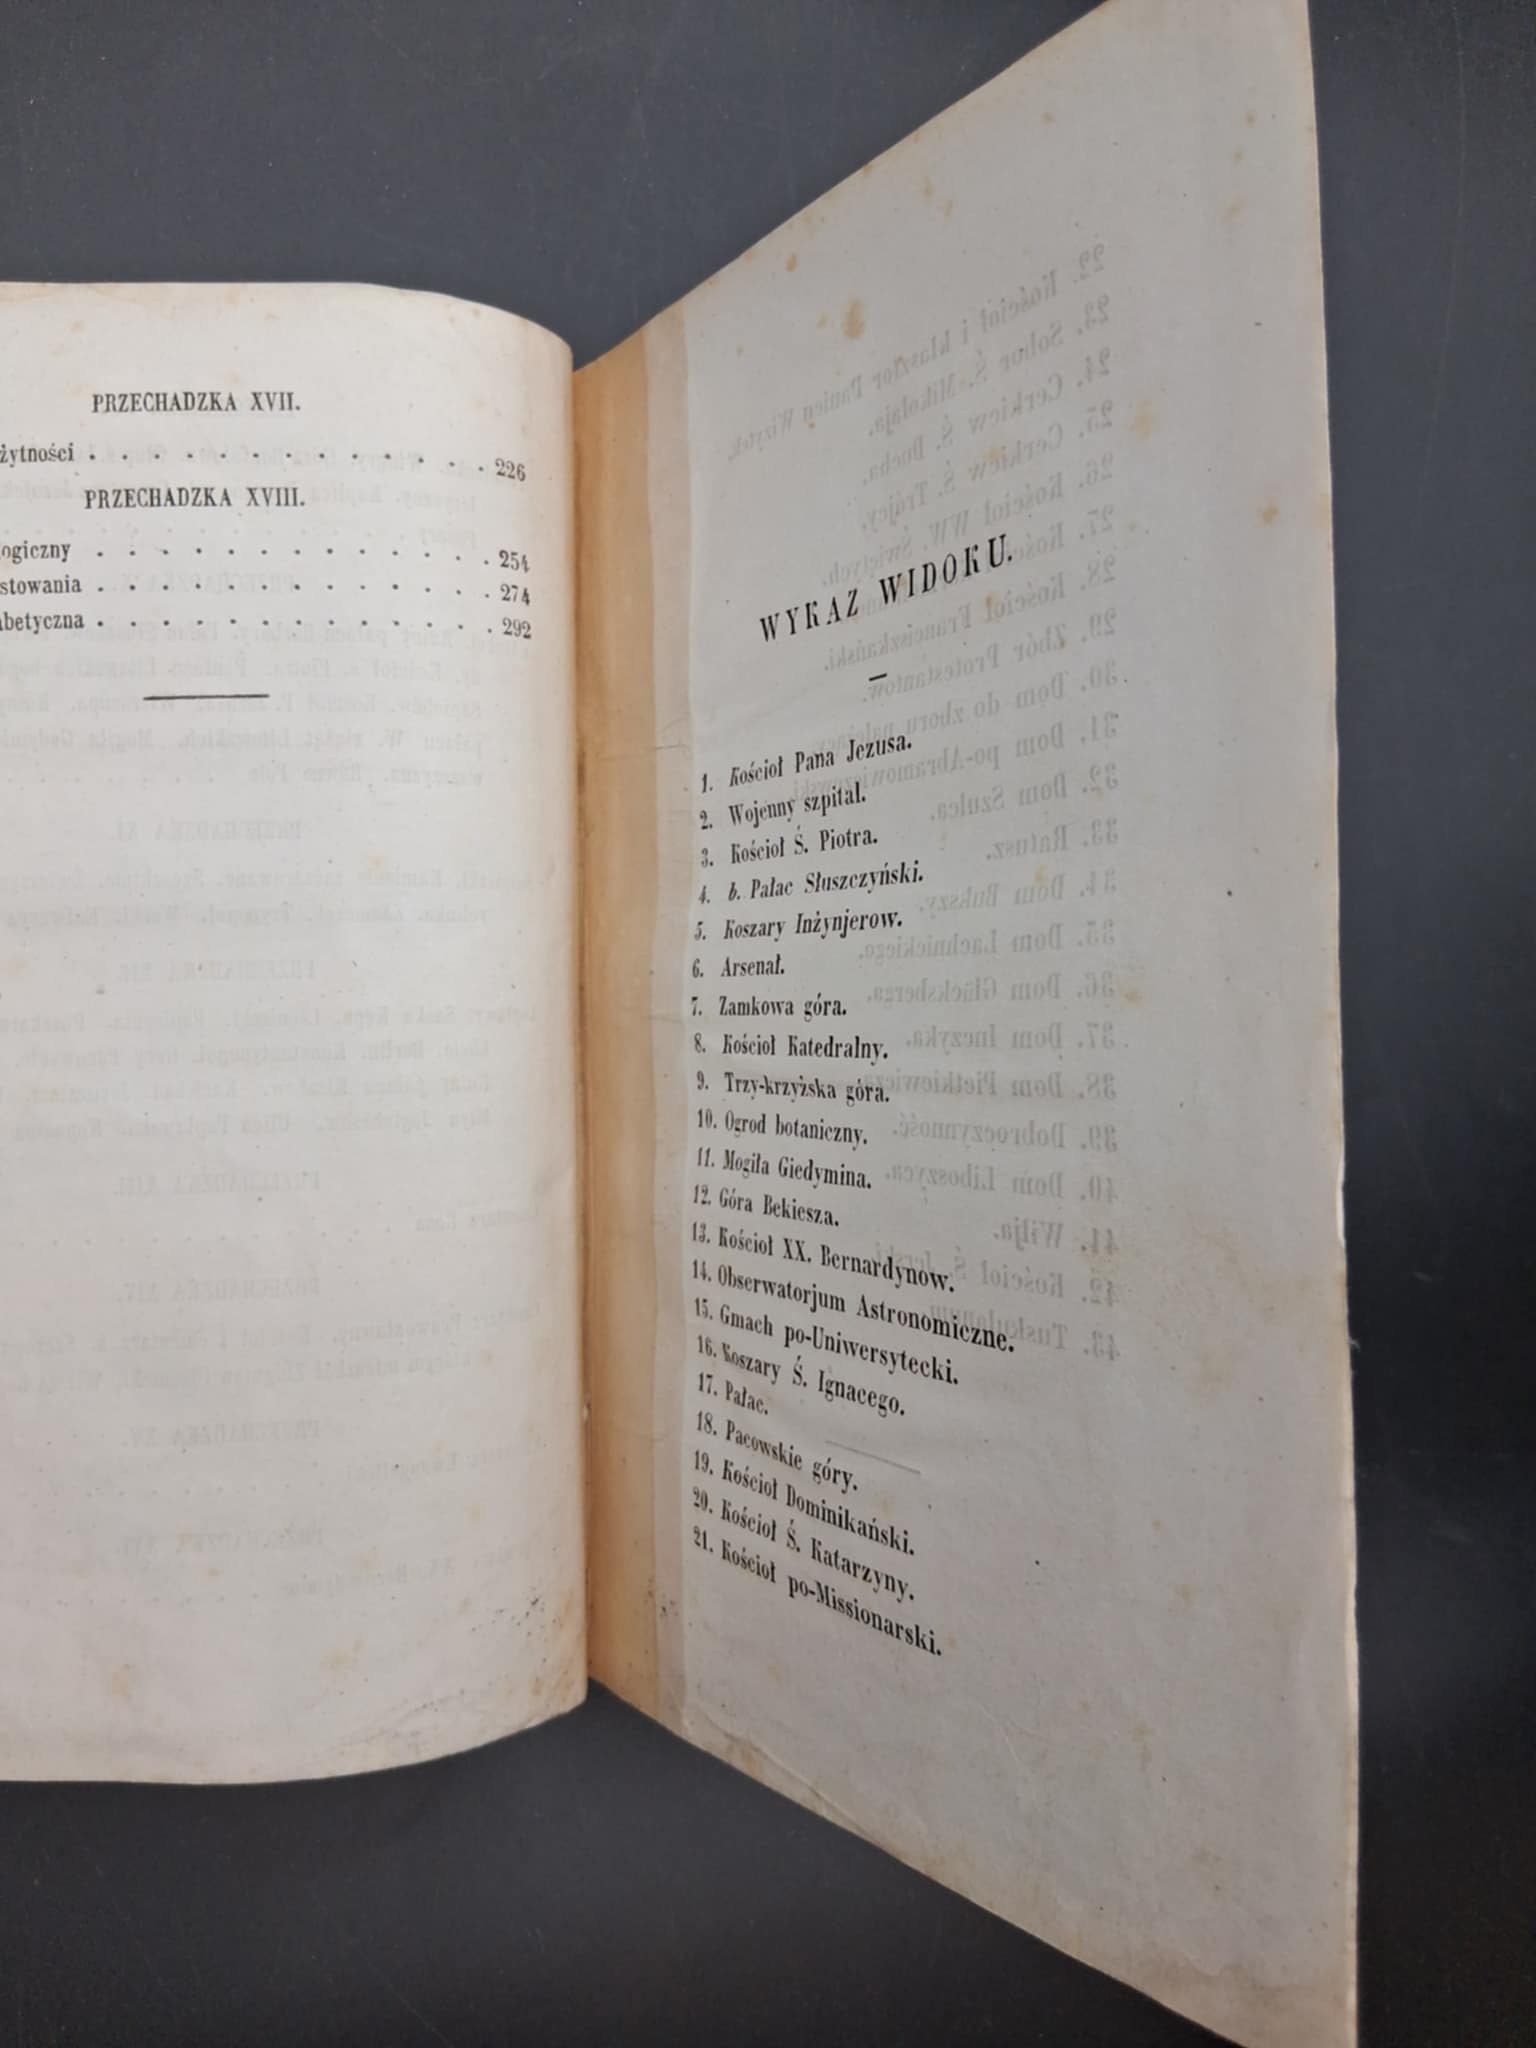 PRZECHADZKA XVII.
żytności . . . . . . . . . . . . . . 226
PRZECHADZKA XVIII.
ogiczny . . . . . . . . . . . . . 254
stowania . . . . . . . . . . . . . 274
abetyczna . . . . . . . . . . . . . 292
WYKAZ WIDOKU.
1. Kościoł Pana Jezusa.
2. Wojenny szpital.
3. Kościoł Ś. Piotra.
4. b. Pałac Słuszczyński.
5. Koszary Inżynjerow.
6. Arsenał.
7. Zamkowa góra.
8. Kościoł Katedralny.
9. Trzy-krzyżska góra.
10. Ogrod botaniczny.
11. Mogiła Giedymina.
12. Góra Bekiesza.
13. Kościoł XX. Bernardynow.
14. Obserwatorjum Astronomiczne.
15. Gmach po-Uniwersytecki.
16. Koszary Ś. Ignacego.
17. Pałac.
18. Pacowskie góry.
19. Kościoł Dominikański.
20. Kościoł Ś. Katarzyny.
21. Kościoł po-Missionarski.